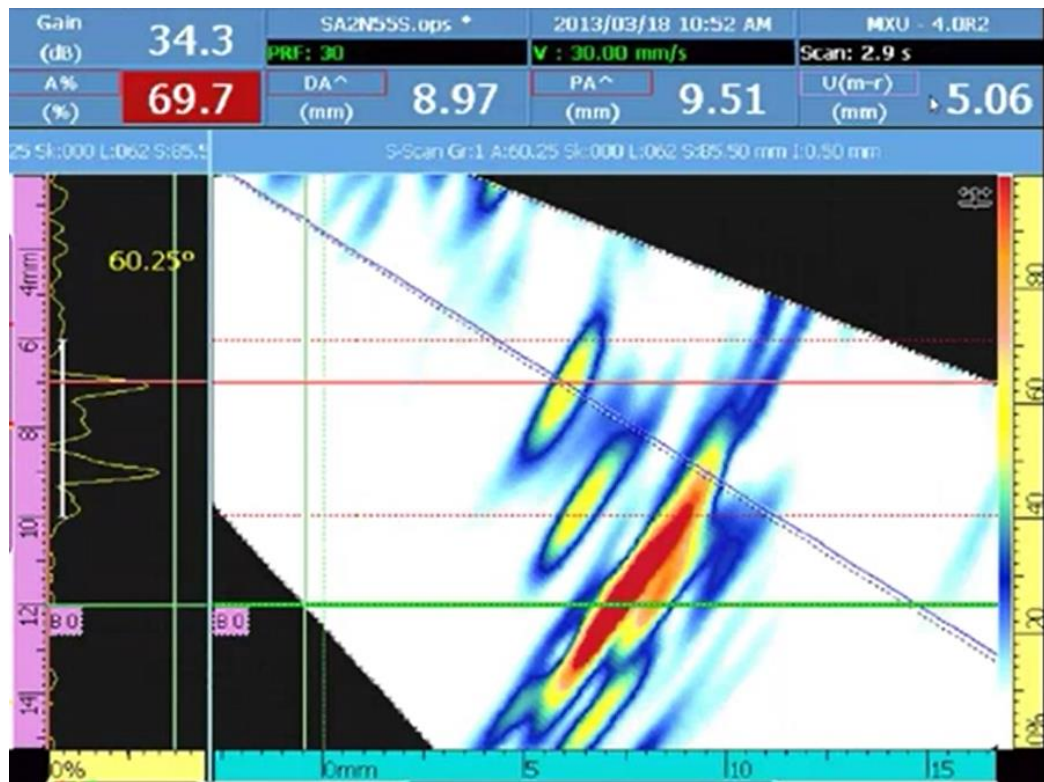 Gain (dB) 34.3 SA2N55S.ops * 2013/03/18 10:52 AM MXU - 4.0R2
PRF: 30 V : 30.00 mm/s Scan: 2.9 s
A% (%) 69.7 DA^ (mm) 8.97 PA^ (mm) 9.51 U(m-r) (mm) 5.06
25 Sk:000 L:062 S:85.5 S-Scan Gr:1 A:60.25 Sk:000 L:062 S:85.50 mm I:0.50 mm
60.25º
4mm
6
8
10
12
14
B 0 B 0
80
60
40
20
0%
0% 0mm 5 10 15